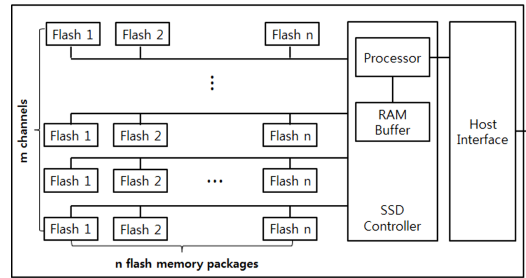 Flash 1 Flash 2 Flash n
Processor
RAM
Buffer
Host
Interface
m channels
Flash 1 Flash 2 Flash n
Flash 1 Flash 2 ... Flash n
SSD
Controller
Flash 1 Flash 2 Flash n
n flash memory packages